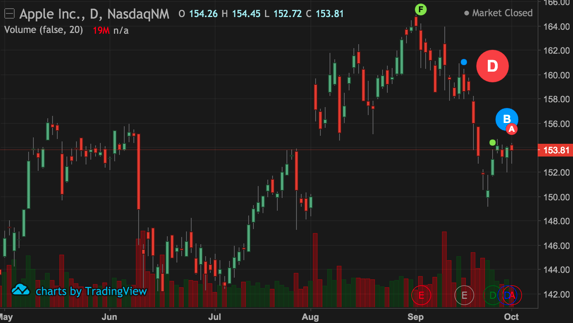 Apple Inc., D, NasdaqNM O 154.26 H 154.45 L 152.72 C 153.81
Market Closed
Volume (false, 20) 19M n/a
F
D
B
A
166.00
164.00
162.00
160.00
158.00
156.00
153.81
152.00
150.00
148.00
146.00
144.00
142.00
charts by TradingView
E
E
D
A
May
Jun
Jul
Aug
Sep
Oct